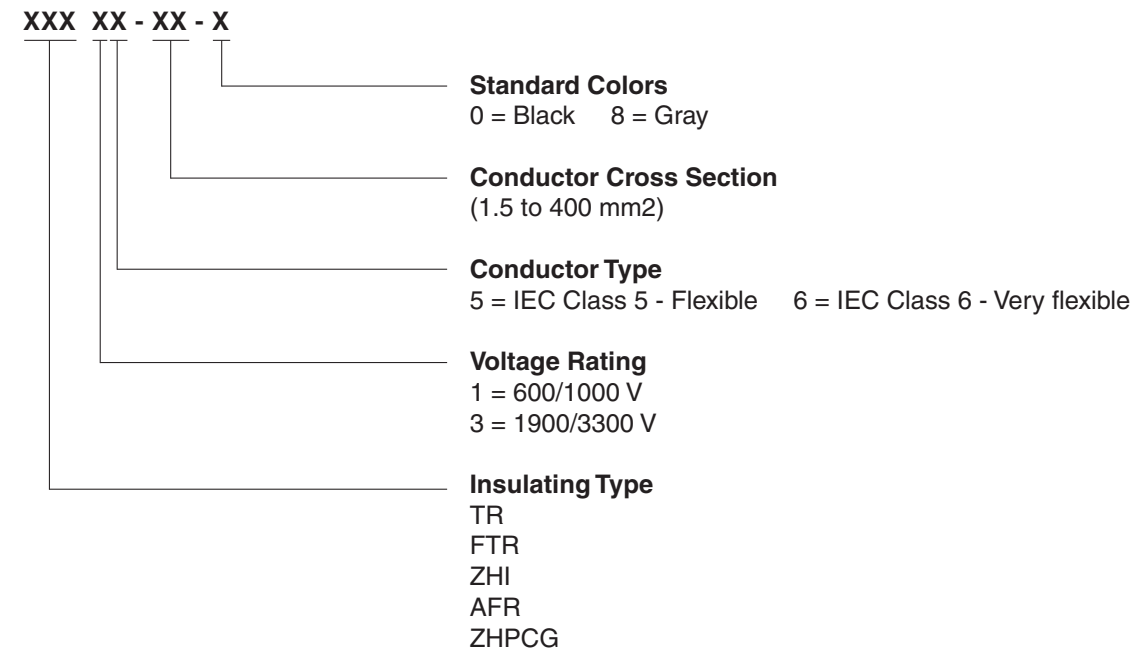 XXX XX - XX - X
Standard Colors
0 = Black 8 = Gray
Conductor Cross Section
(1.5 to 400 mm2)
Conductor Type
5 = IEC Class 5 - Flexible 6 = IEC Class 6 - Very flexible
Voltage Rating
1 = 600/1000 V
3 = 1900/3300 V
Insulating Type
TR
FTR
ZHI
AFR
ZHPCG